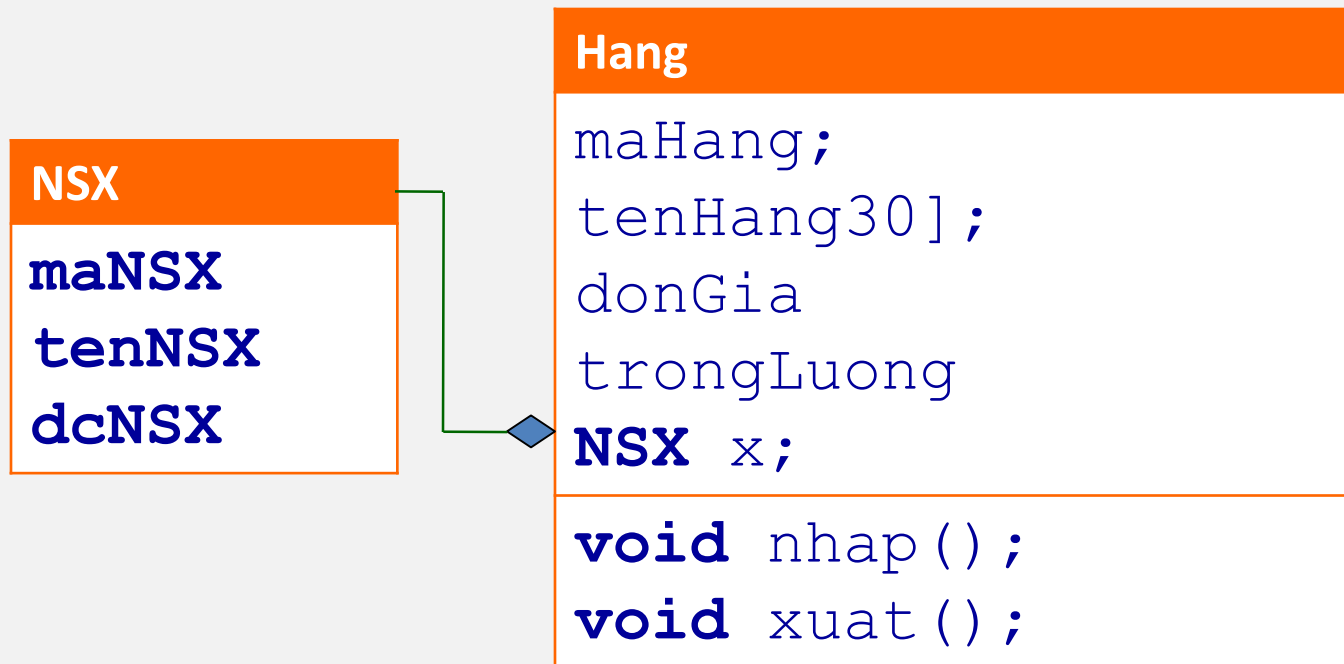 NSX
maNSX
tenNSX
dcNSX
Hang
maHang;
tenHang30];
donGia
trongLuong
NSX x;
void nhap();
void xuat();